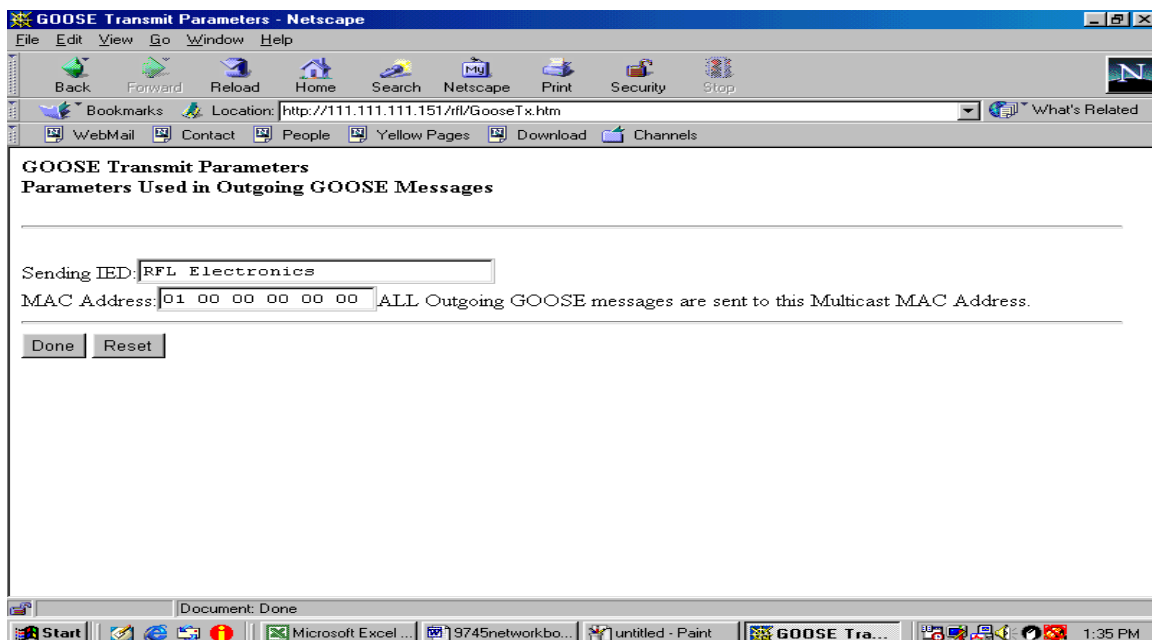 GOOSE Transmit Parameters - Netscape
File Edit View Go Window Help
Back Forward Reload Home Search Netscape Print Security Stop
My
N
Bookmarks Location: http://111.111.111.151/rfl/GooseTx.htm What's Related
WebMail Contact People Yellow Pages Download Channels
GOOSE Transmit Parameters
Parameters Used in Outgoing GOOSE Messages
Sending IED: RFL Electronics
MAC Address: 01 00 00 00 00 00 ALL Outgoing GOOSE messages are sent to this Multicast MAC Address.
Done Reset
Document: Done
Start Microsoft Excel ... 9745networkbo... untitled - Paint GOOSE Tra... 1:35 PM